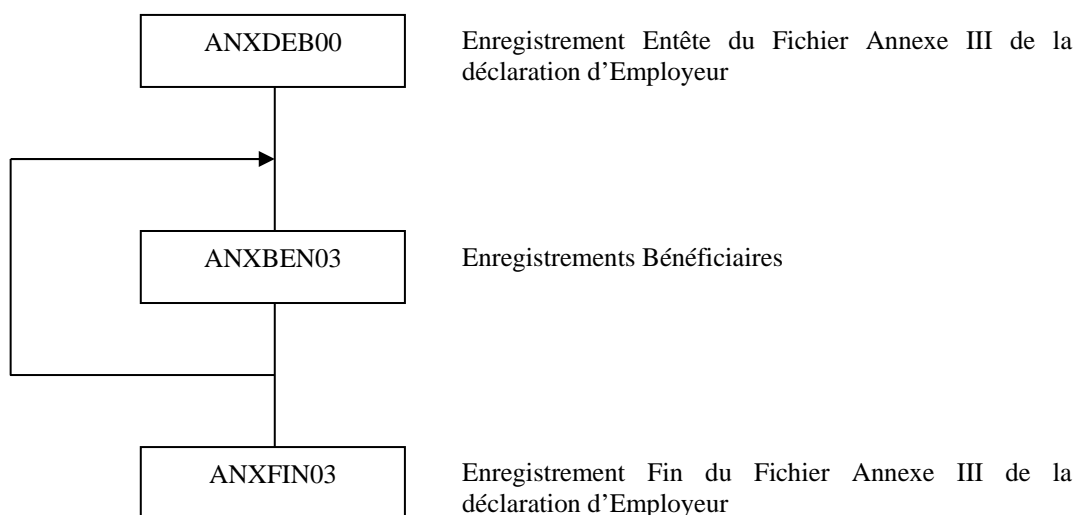 ANXDEB00
Enregistrement Entête du Fichier Annexe III de la
déclaration d’Employeur
ANXBEN03
Enregistrements Bénéficiaires
ANXFIN03
Enregistrement Fin du Fichier Annexe III de la
déclaration d’Employeur